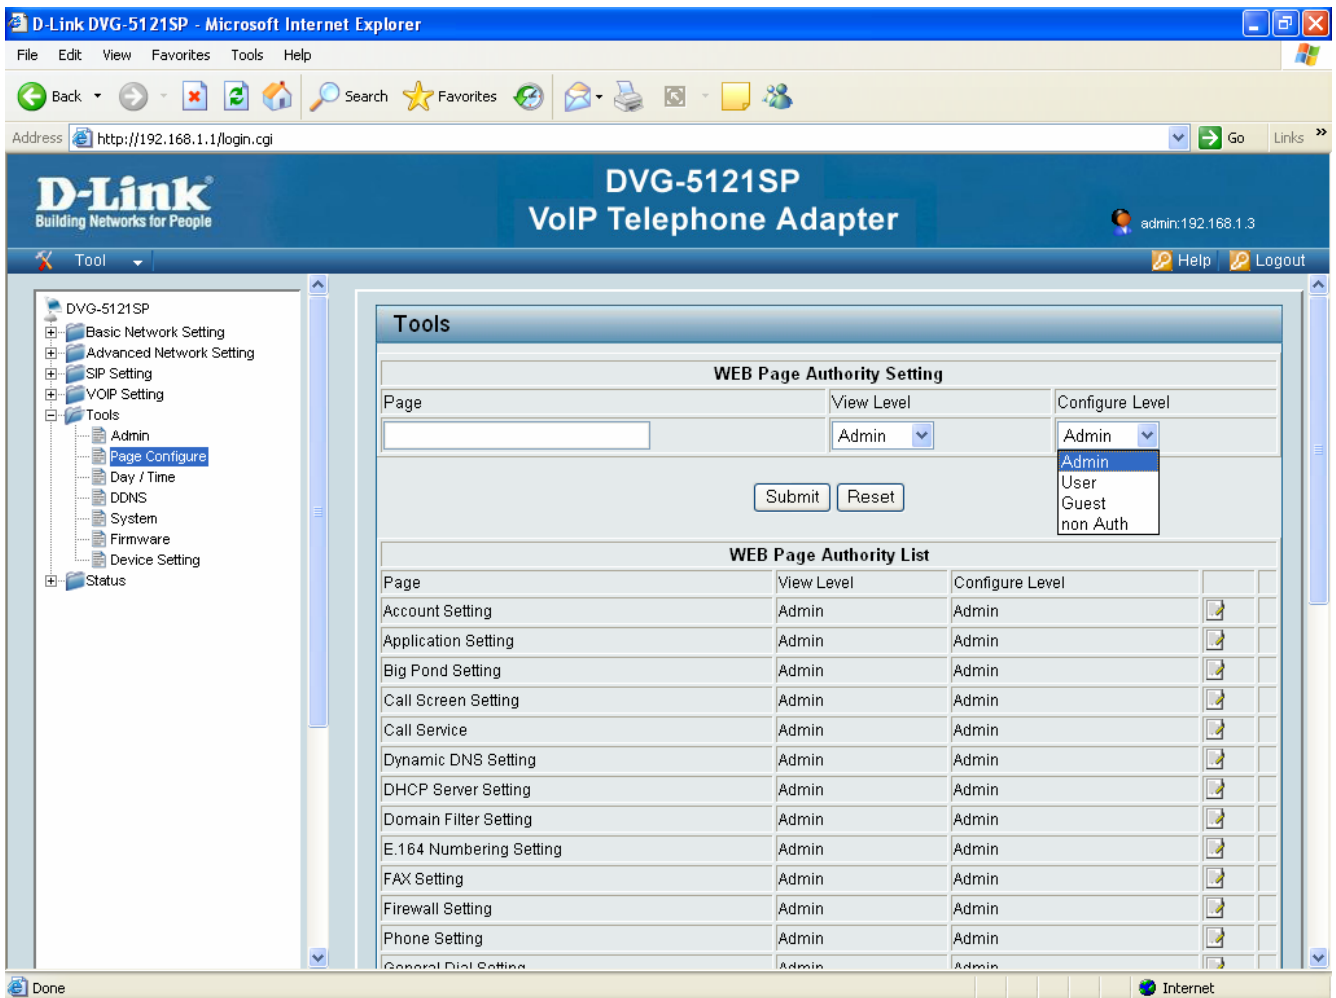 D-Link DVG-5121SP - Microsoft Internet Explorer
File Edit View Favorites Tools Help
Back Search Favorites
Address http://192.168.1.1/login.cgi Go Links »
D-Link
Building Networks for People
DVG-5121SP
VoIP Telephone Adapter
admin:192.168.1.3
Tool Help Logout
DVG-5121SP
Basic Network Setting
Advanced Network Setting
SIP Setting
VOIP Setting
Tools
Admin
Page Configure
Day / Time
DDNS
System
Firmware
Device Setting
Status
Tools
WEB Page Authority Setting
Page View Level Configure Level
Admin Admin
Admin
User
Guest
non Auth
Submit Reset
WEB Page Authority List
Page View Level Configure Level
Account Setting Admin Admin
Application Setting Admin Admin
Big Pond Setting Admin Admin
Call Screen Setting Admin Admin
Call Service Admin Admin
Dynamic DNS Setting Admin Admin
DHCP Server Setting Admin Admin
Domain Filter Setting Admin Admin
E.164 Numbering Setting Admin Admin
FAX Setting Admin Admin
Firewall Setting Admin Admin
Phone Setting Admin Admin
General Dial Setting Admin Admin
Done Internet